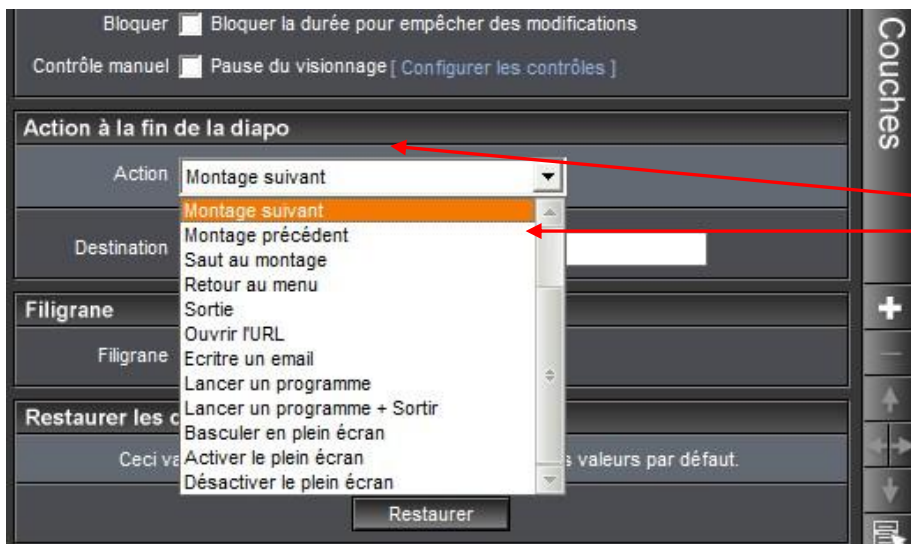 Bloquer Bloquer la durée pour empêcher des modifications
Contrôle manuel Pause du visionnage [ Configurer les contrôles ]
Action à la fin de la diapo
Action Montage suivant
Montage suivant
Montage précédent
Destination
Saut au montage
Retour au menu
Filigrane
Sortie
Ouvrir l'URL
Filigrane
Ecritre un email
Lancer un programme
Lancer un programme + Sortir
Restaurer les
Basculer en plein écran
Ceci
Activer le plein écran
valeurs par défaut.
Désactiver le plein écran
Restaurer
Couches